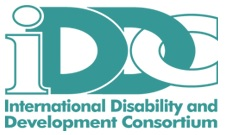 iDDC
International Disability and
Development Consortium